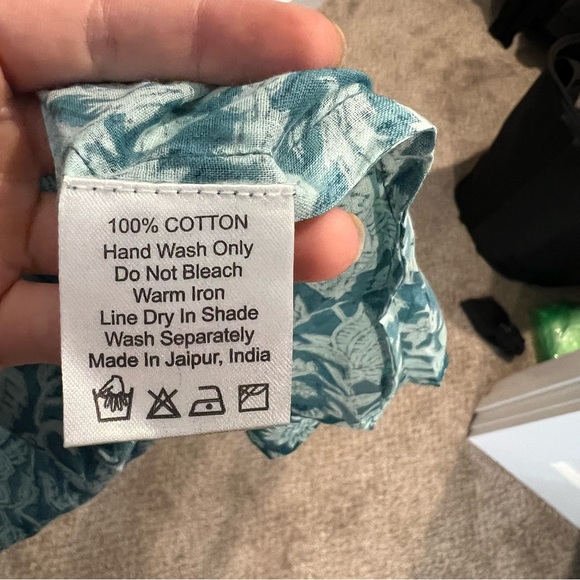 100% COTTON
Hand Wash Only
Do Not Bleach
Warm Iron
Line Dry In Shade
Wash Separately
Made In Jaipur, India